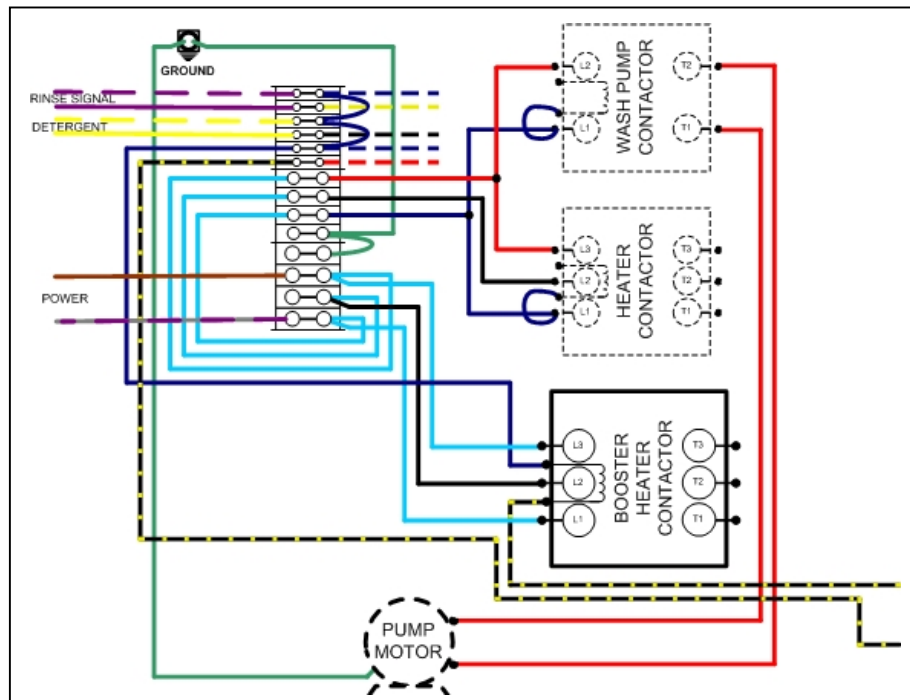 GROUND
RINSE SIGNAL
DETERGENT
POWER
L2
T2
L1
T1
WASH PUMP
CONTACTOR
L3
T3
L2
T2
L1
T1
HEATER
CONTACTOR
L3
T3
L2
T2
L1
T1
BOOSTER
HEATER
CONTACTOR
PUMP
MOTOR